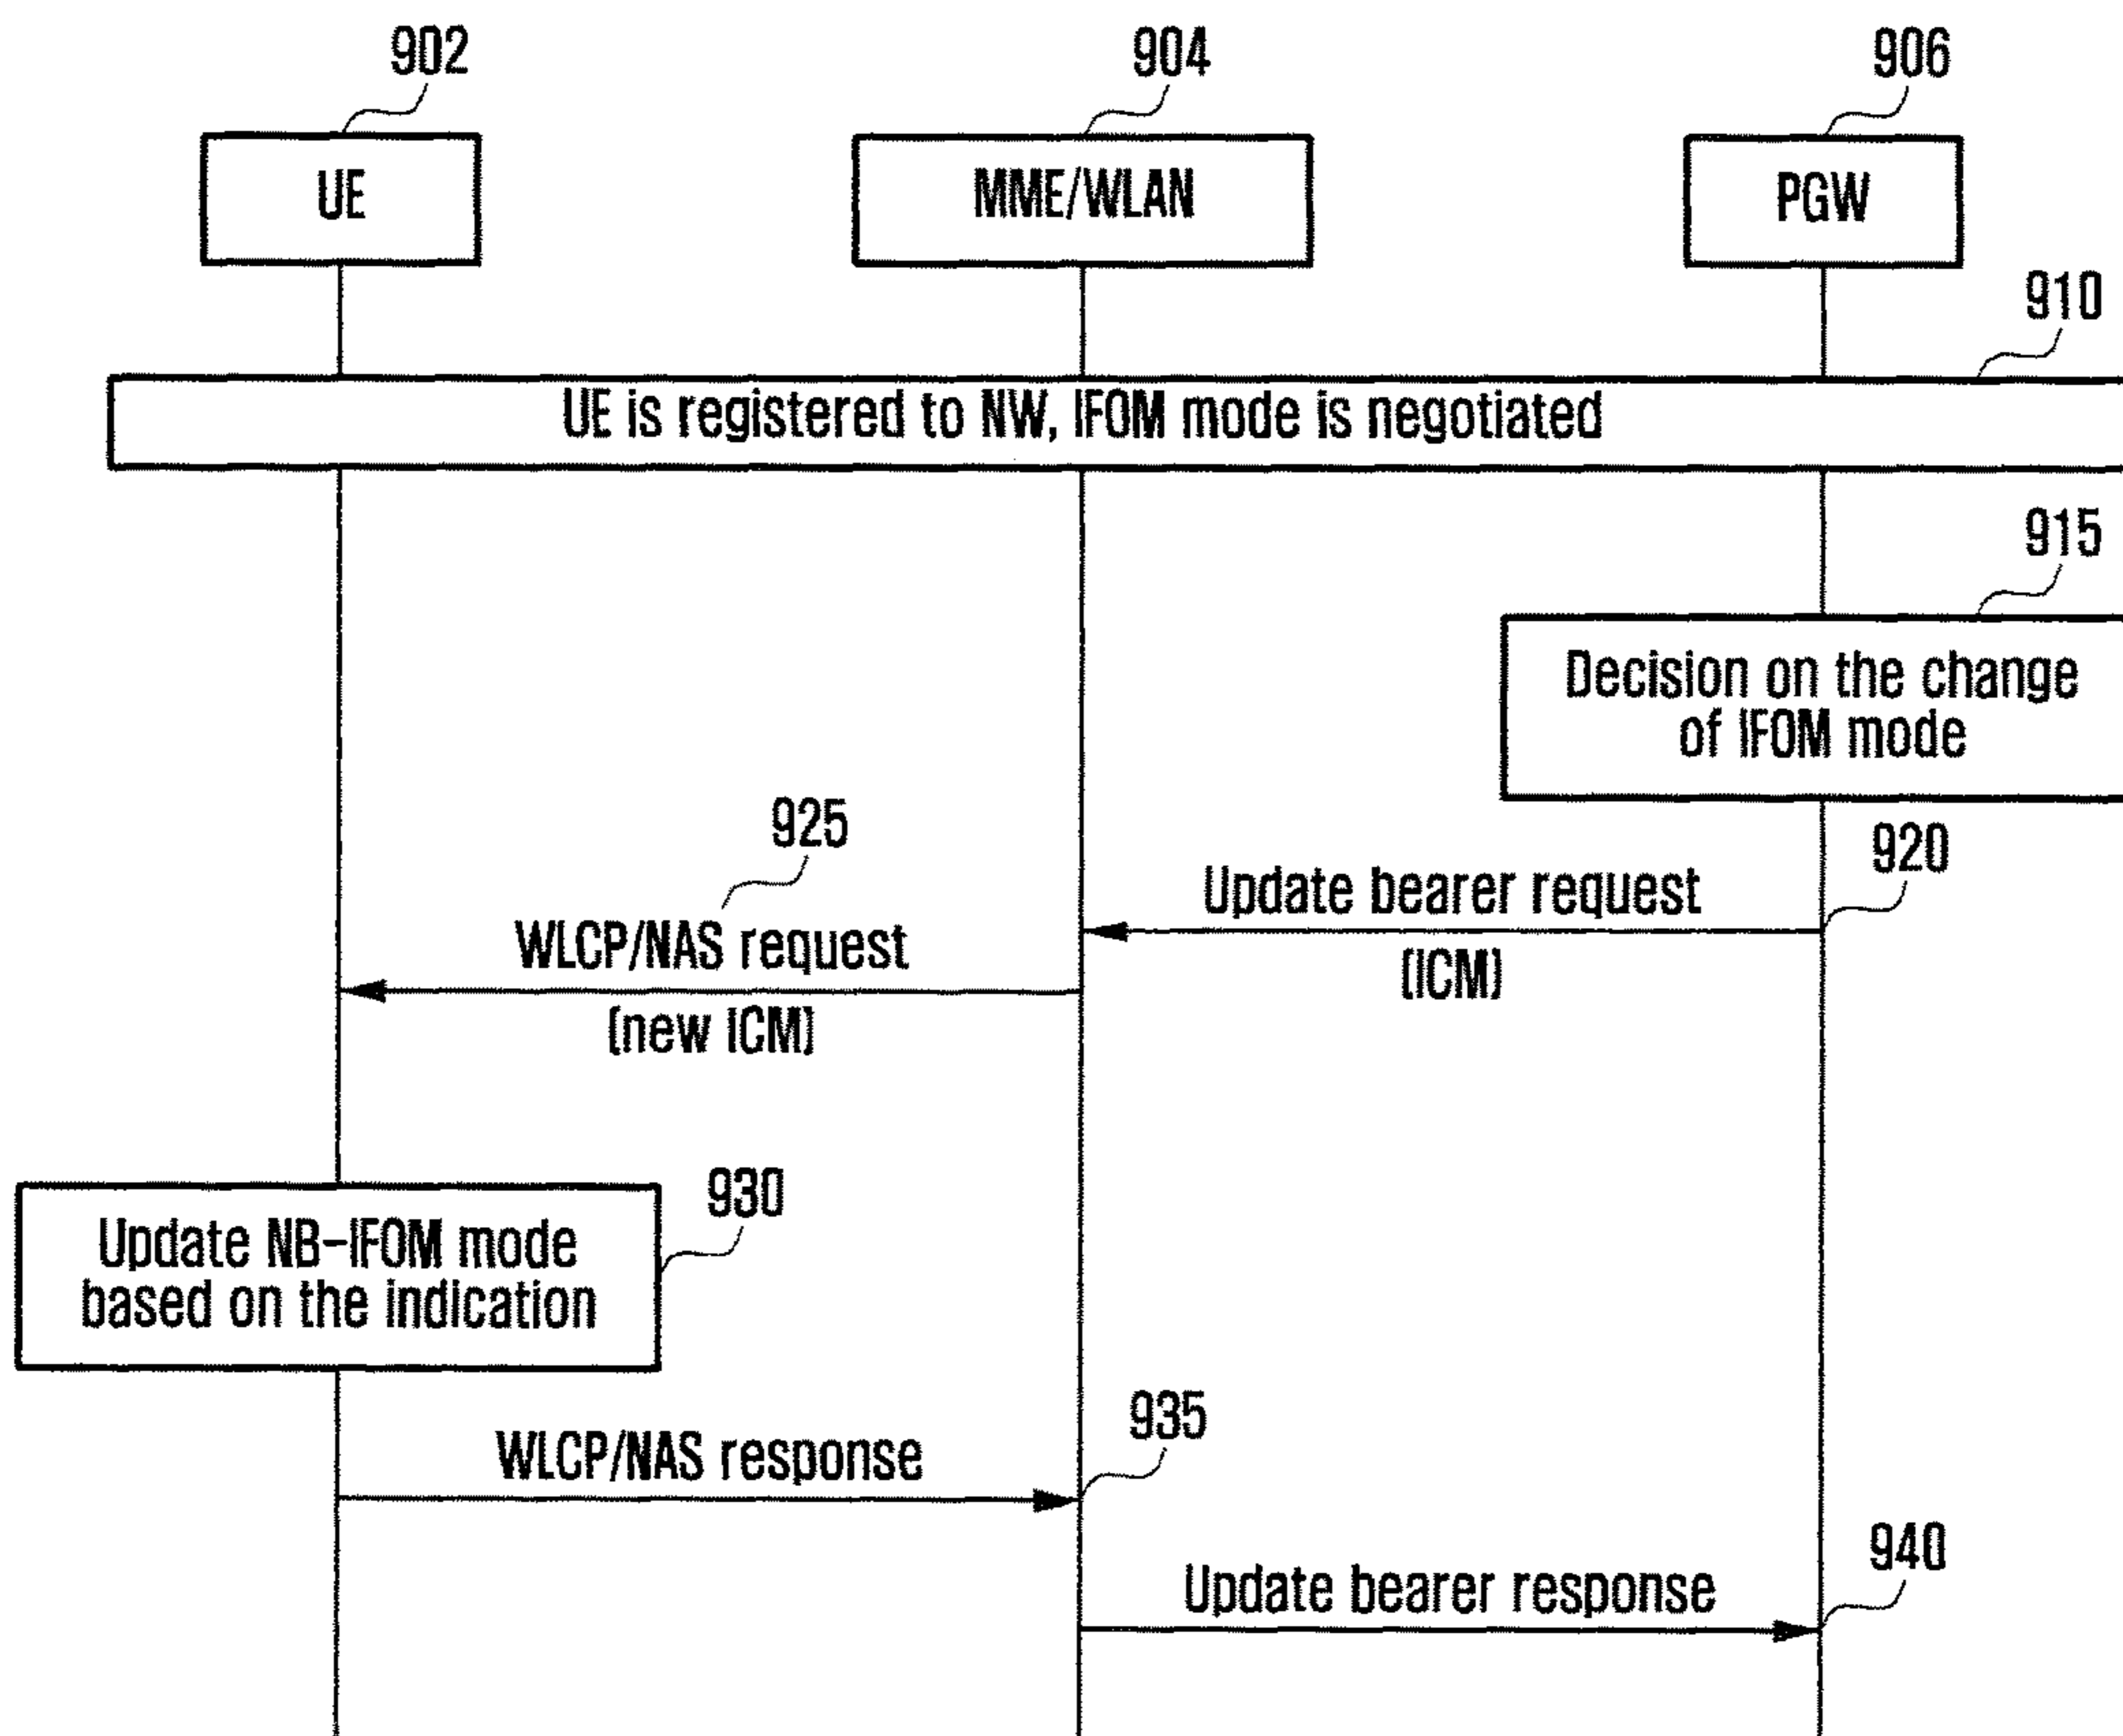 902
904
906
UE
MME/WLAN
PGW
910
UE is registered to NW, IFOM mode is negotiated
915
Decision on the change
of IFOM mode
920
Update bearer request
(ICM)
925
WLCP/NAS request
(new ICM)
930
Update NB-IFOM mode
based on the indication
935
WLCP/NAS response
940
Update bearer response